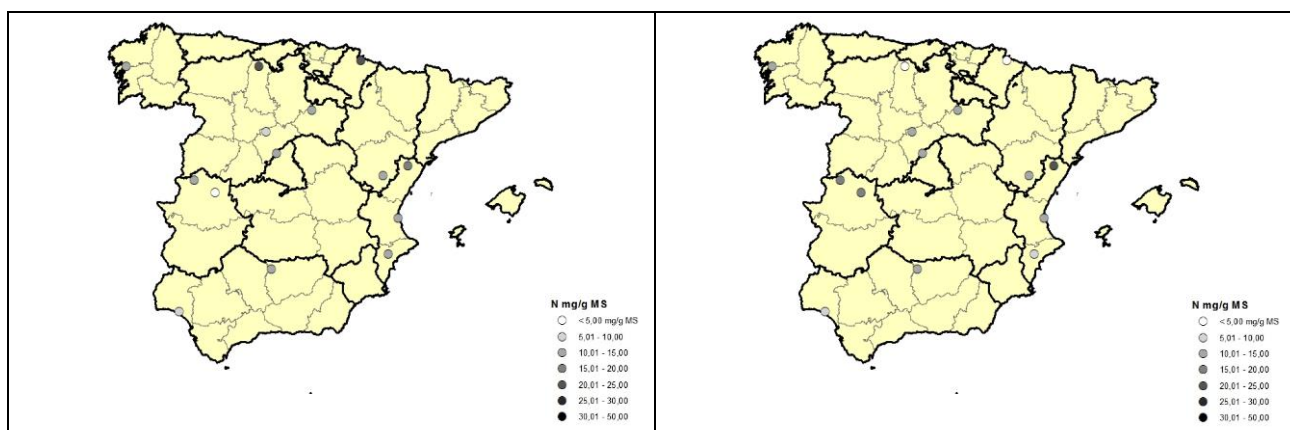 N mg/g MS
< 5,00 mg/g MS
5,01 - 10,00
10,01 - 15,00
15,01 - 20,00
20,01 - 25,00
25,01 - 30,00
30,01 - 50,00
N mg/g MS
< 5,00 mg/g MS
5,01 - 10,00
10,01 - 15,00
15,01 - 20,00
20,01 - 25,00
25,01 - 30,00
30,01 - 50,00